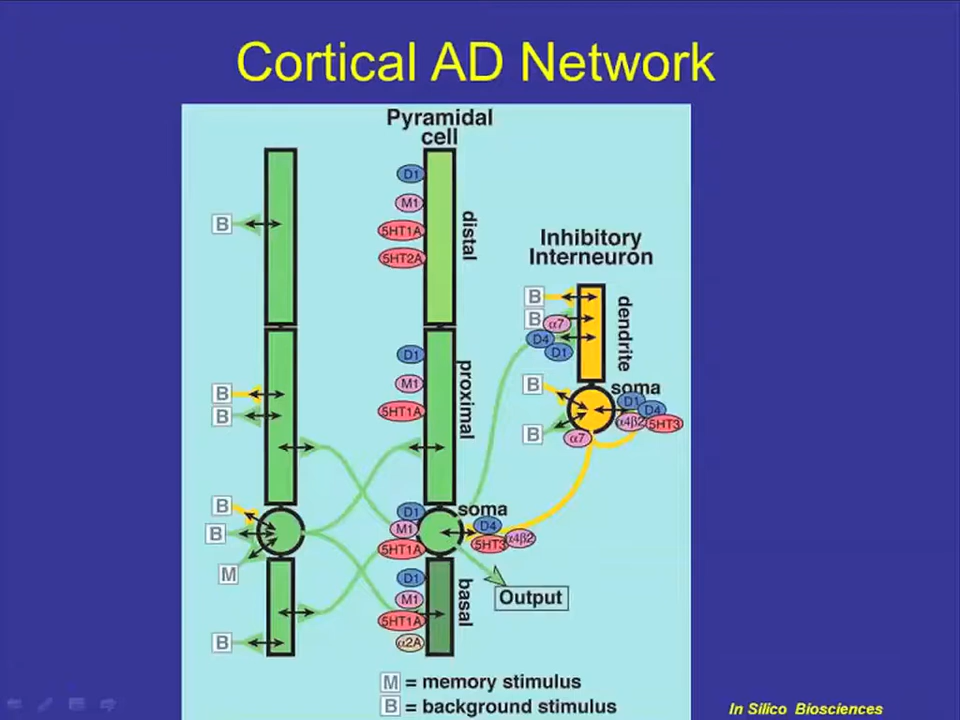 Cortical AD Network
Pyramidal
cell
D1
M1
5HT1A
5HT2A
distal
B
Inhibitory
Interneuron
B
B
α7
D4
D1
dendrite
D1
M1
5HT1A
proximal
B
B
B
B
soma
D1
D4
α4β2
5HT3
α7
B
B
M
D1
M1
5HT1A
soma
D4
5HT3
α4β2
D1
M1
5HT1A
α2A
basal
Output
B
M = memory stimulus
B = background stimulus
In Silico Biosciences